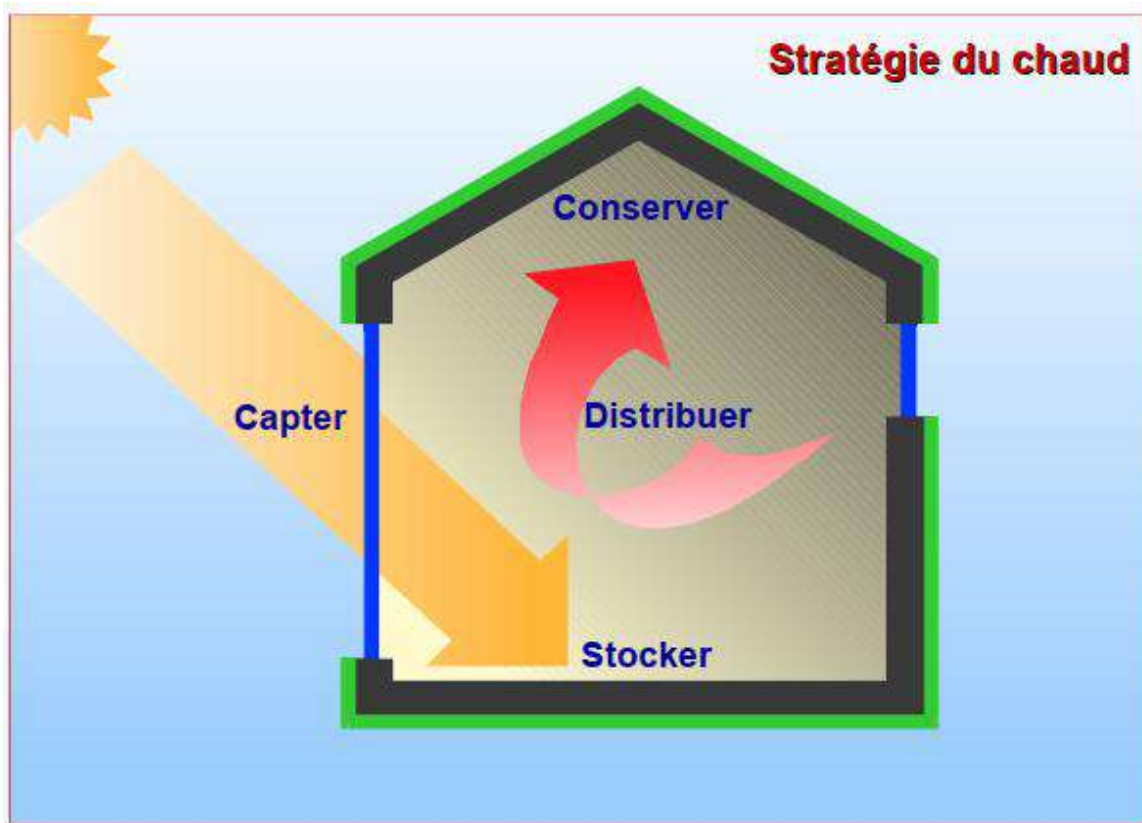 Stratégie du chaud
Conserver
Capter
Distribuer
Stocker